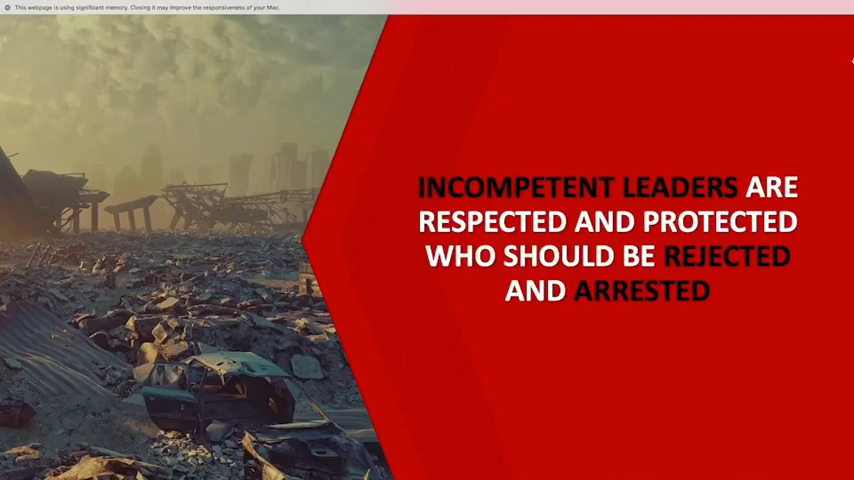 This webpage is using significant memory. Closing it may improve the responsiveness of your Mac.
INCOMPETENT LEADERS ARE
RESPECTED AND PROTECTED
WHO SHOULD BE REJECTED
AND ARRESTED